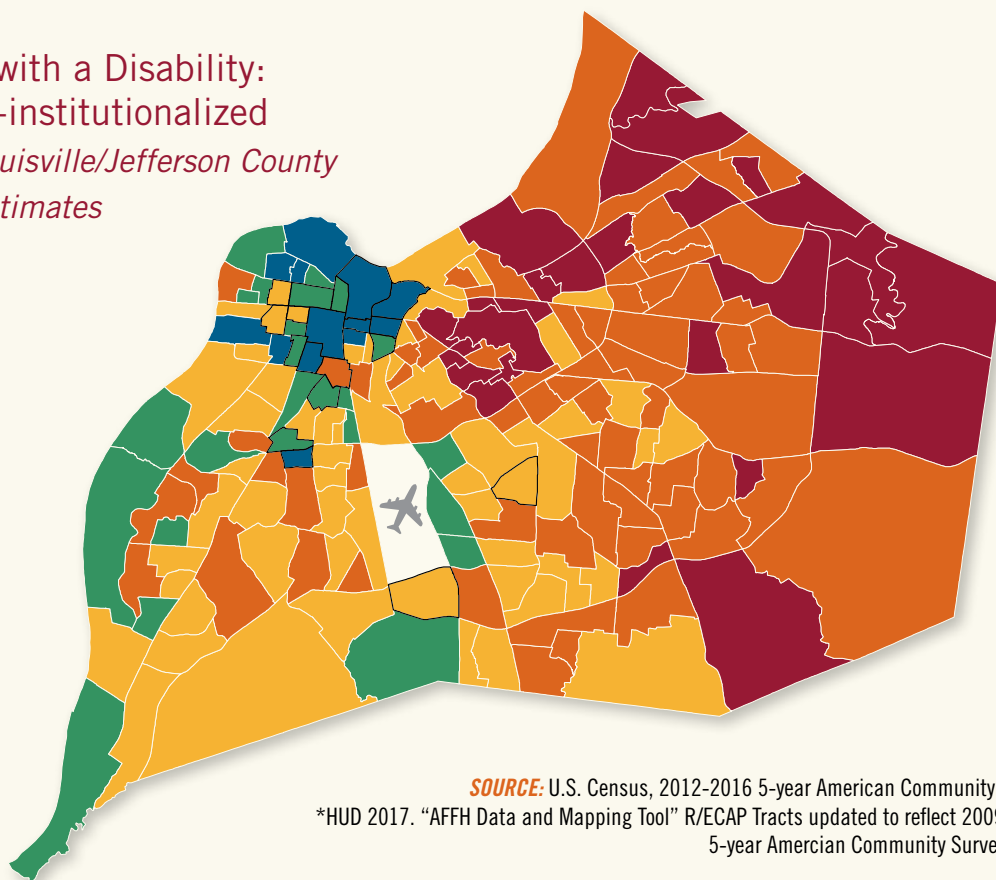 with a Disability:
-institutionalized
uisville/Jefferson County
timates
SOURCE: U.S. Census, 2012-2016 5-year American Community
*HUD 2017. “AFFH Data and Mapping Tool” R/ECAP Tracts updated to reflect 2009
5-year Amercian Community Surve